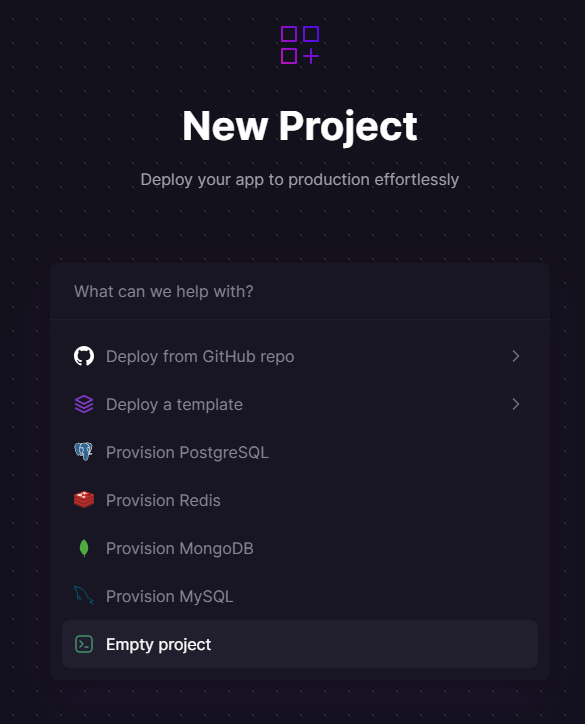 New Project
Deploy your app to production effortlessly
What can we help with?
Deploy from GitHub repo
Deploy a template
Provision PostgreSQL
Provision Redis
Provision MongoDB
Provision MySQL
Empty project